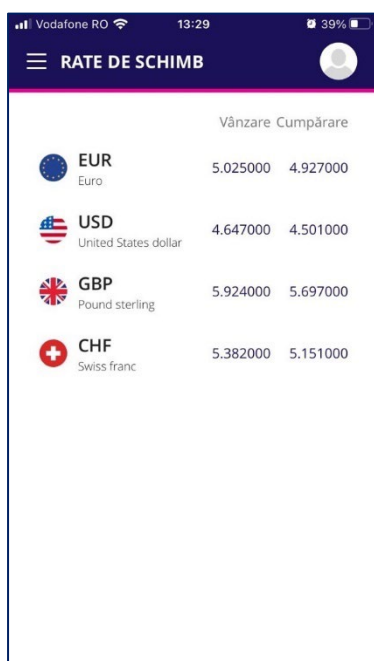 Vodafone RO 13:29 39%
RATE DE SCHIMB
Vânzare Cumpărare
EUR 5.025000 4.927000
Euro
USD 4.647000 4.501000
United States dollar
GBP 5.924000 5.697000
Pound sterling
CHF 5.382000 5.151000
Swiss franc